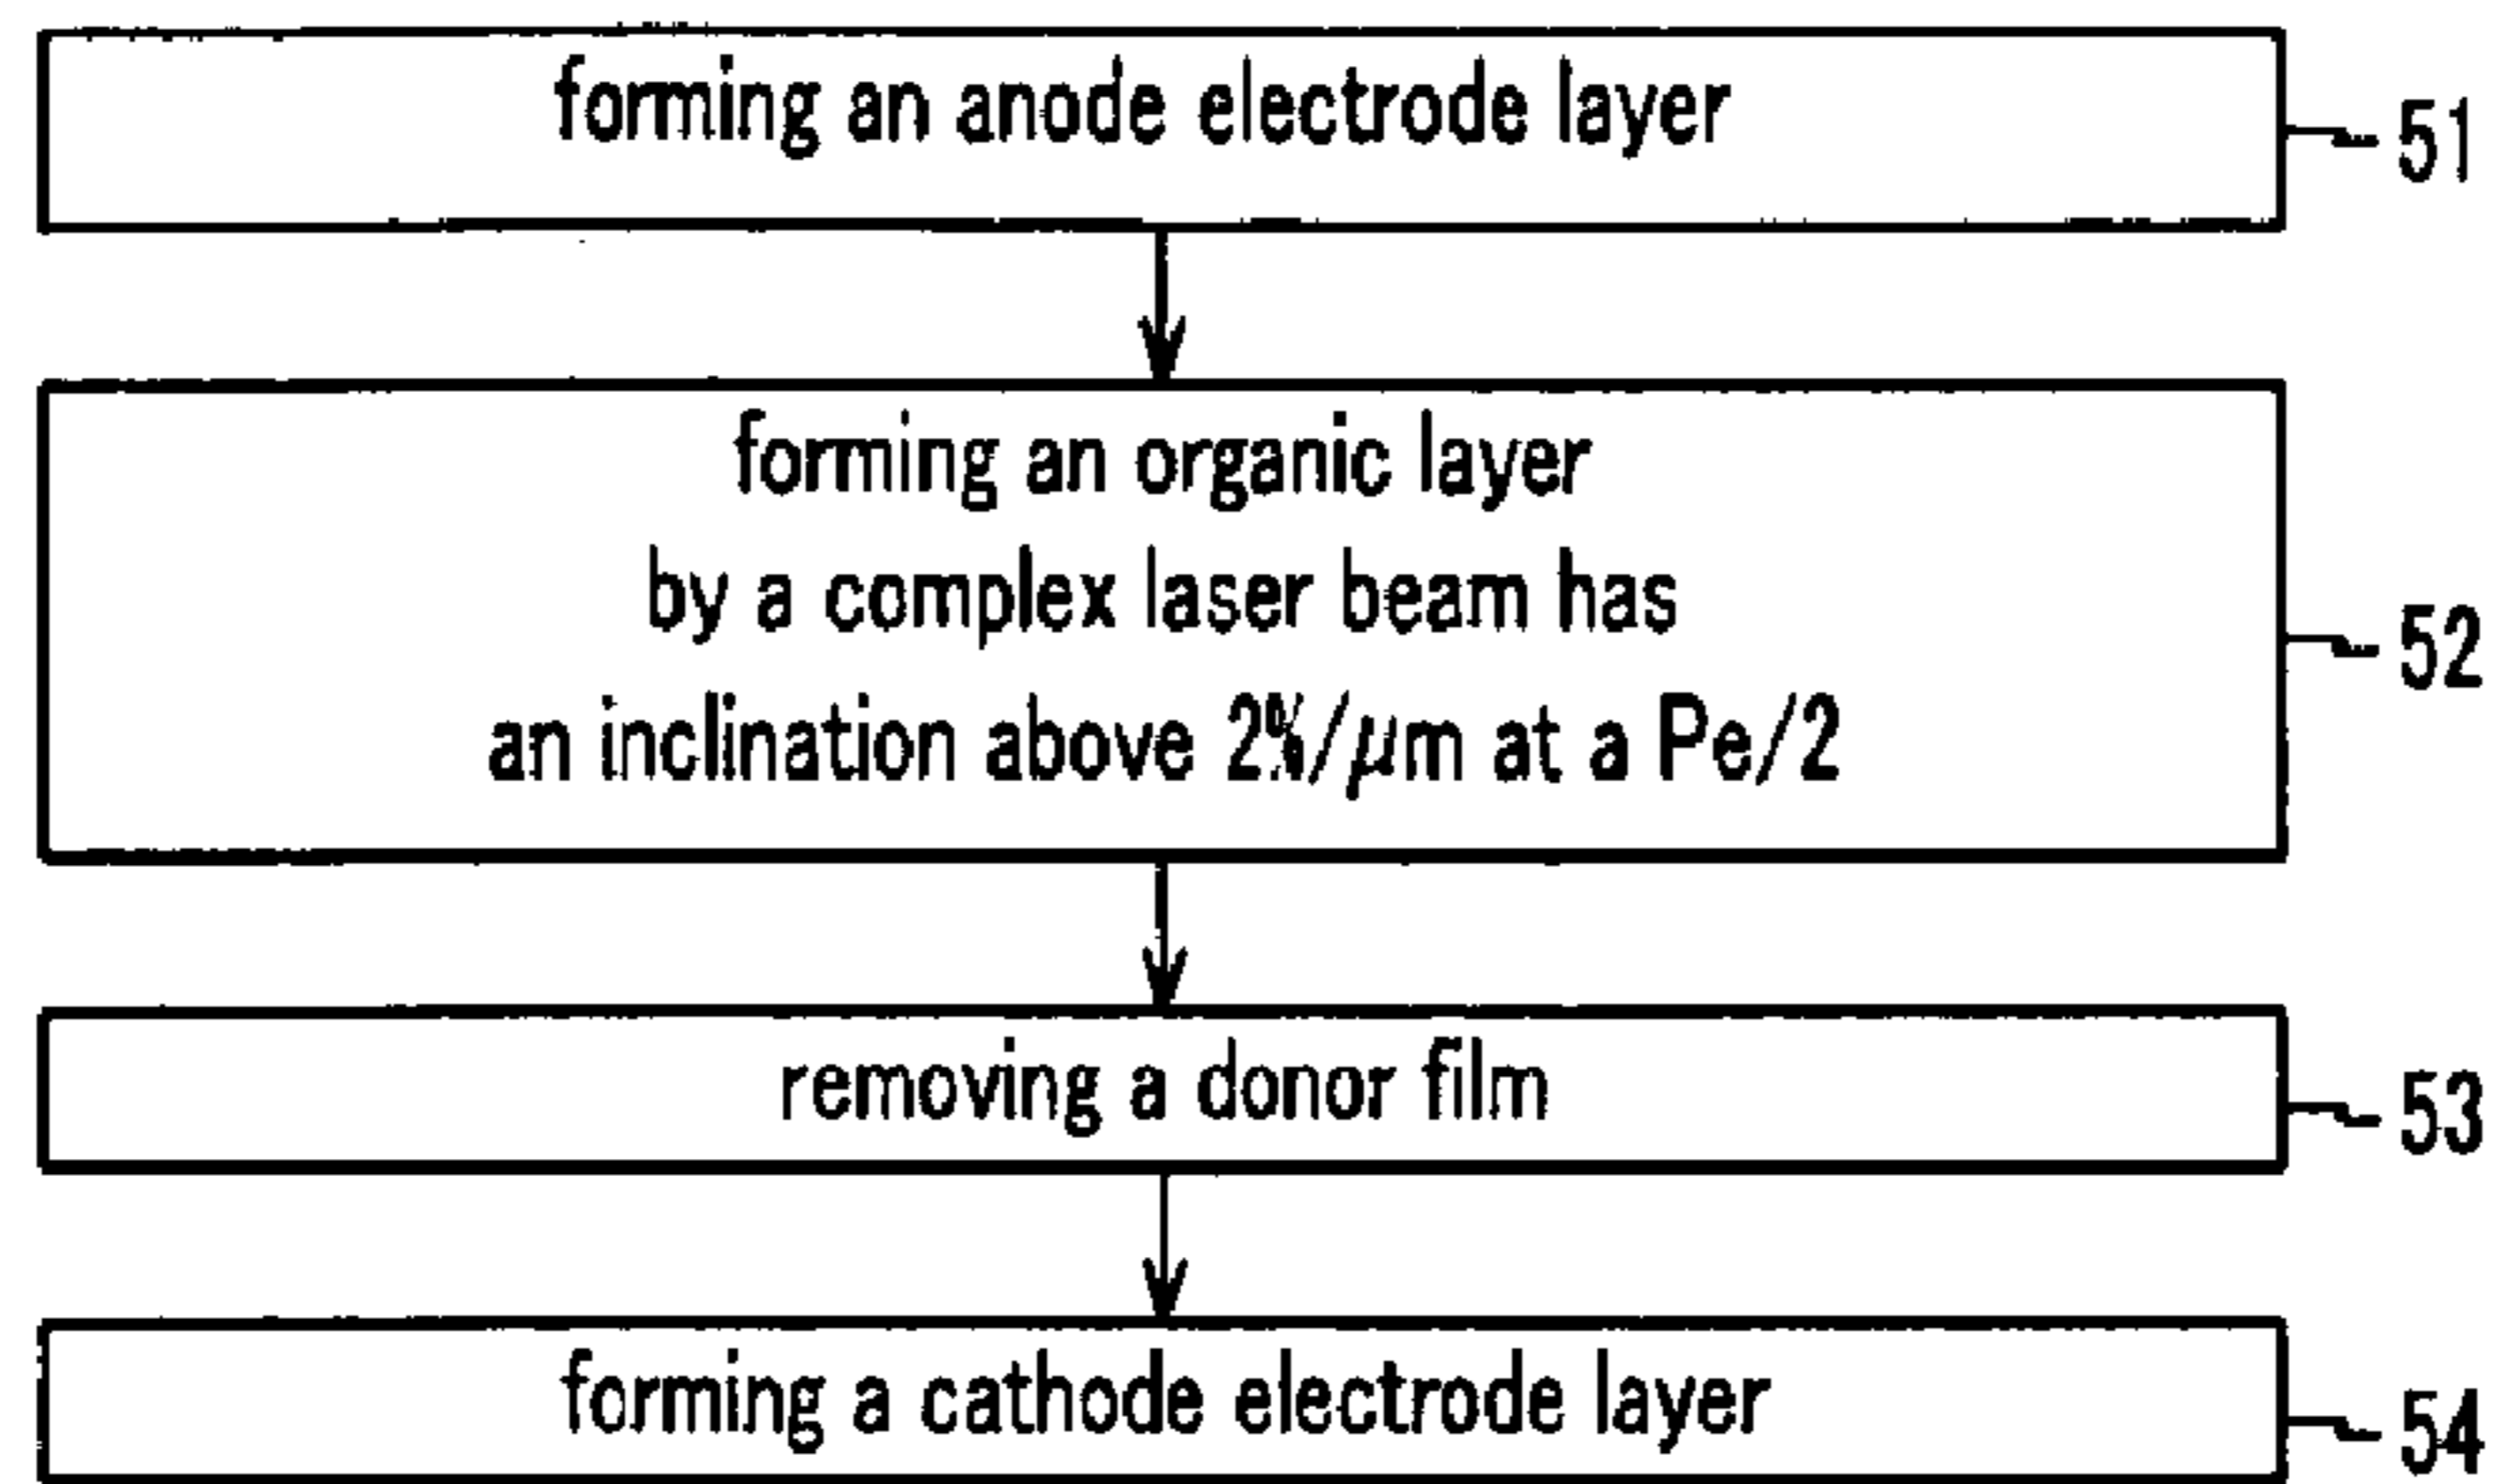 forming an anode electrode layer
51
forming an organic layer
by a complex laser beam has
an inclination above 2%/μm at a Pe/2
52
removing a donor film
53
forming a cathode electrode layer
54